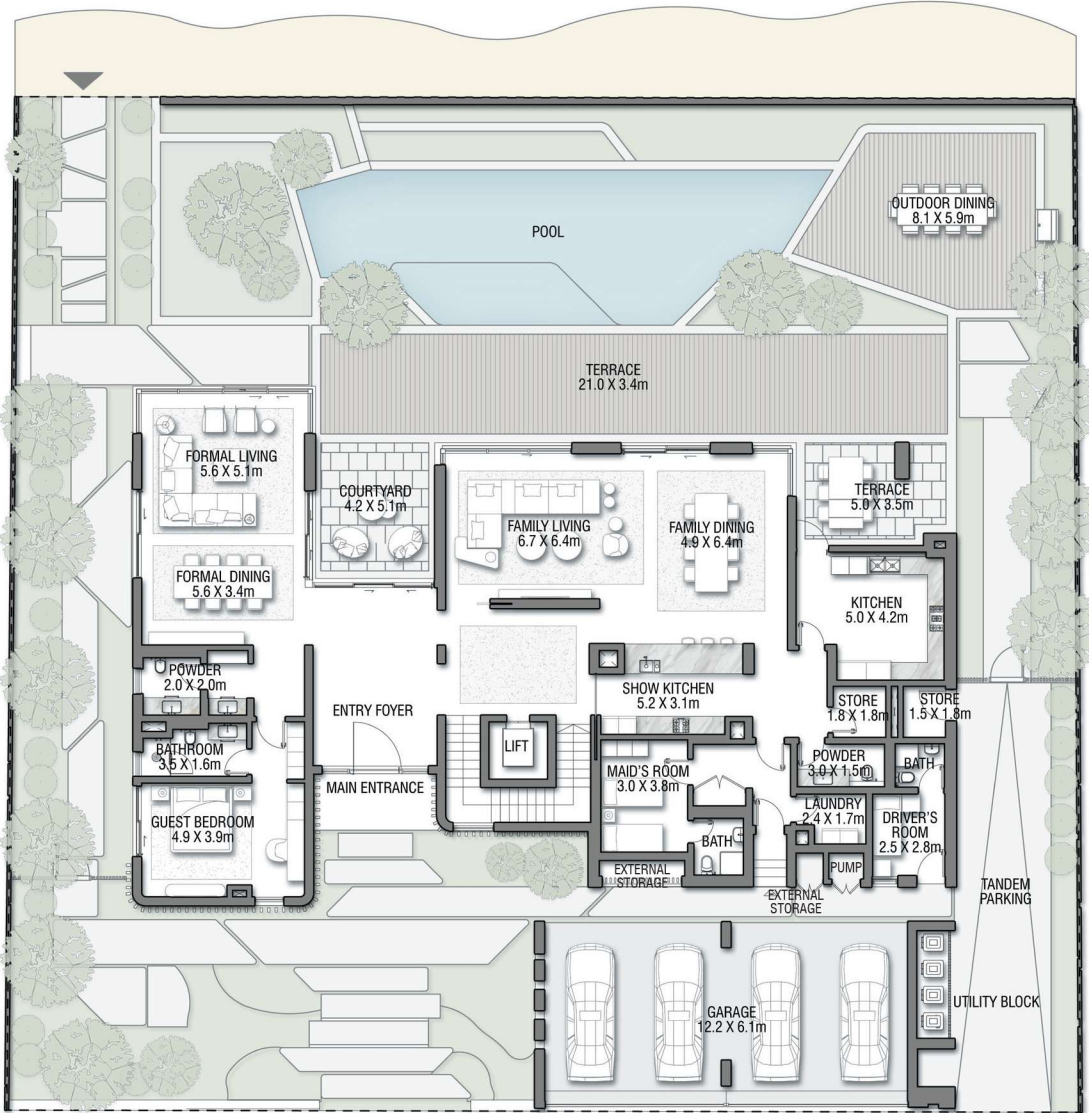 OUTDOOR DINING
8.1 X 5.9m
POOL
TERRACE
21.0 X 3.4m
FORMAL LIVING
5.6 X 5.1m
COURTYARD
4.2 X 5.1m
FAMILY LIVING
6.7 X 6.4m
FAMILY DINING
4.9 X 6.4m
TERRACE
5.0 X 3.5m
FORMAL DINING
5.6 X 3.4m
KITCHEN
5.0 X 4.2m
POWDER
2.0 X 2.0m
ENTRY FOYER
SHOW KITCHEN
5.2 X 3.1m
STORE
1.8 X 1.8m
STORE
1.5 X 1.8m
BATHROOM
3.5 X 1.6m
LIFT
MAIN ENTRANCE
MAID'S ROOM
3.0 X 3.8m
POWDER
3.0 X 1.5m
BATH
GUEST BEDROOM
4.9 X 3.9m
LAUNDRY
2.4 X 1.7m
DRIVER'S
ROOM
2.5 X 2.8m
BATH
EXTERNAL
STORAGE
PUMP
EXTERNAL
STORAGE
TANDEM
PARKING
GARAGE
12.2 X 6.1m
UTILITY BLOCK